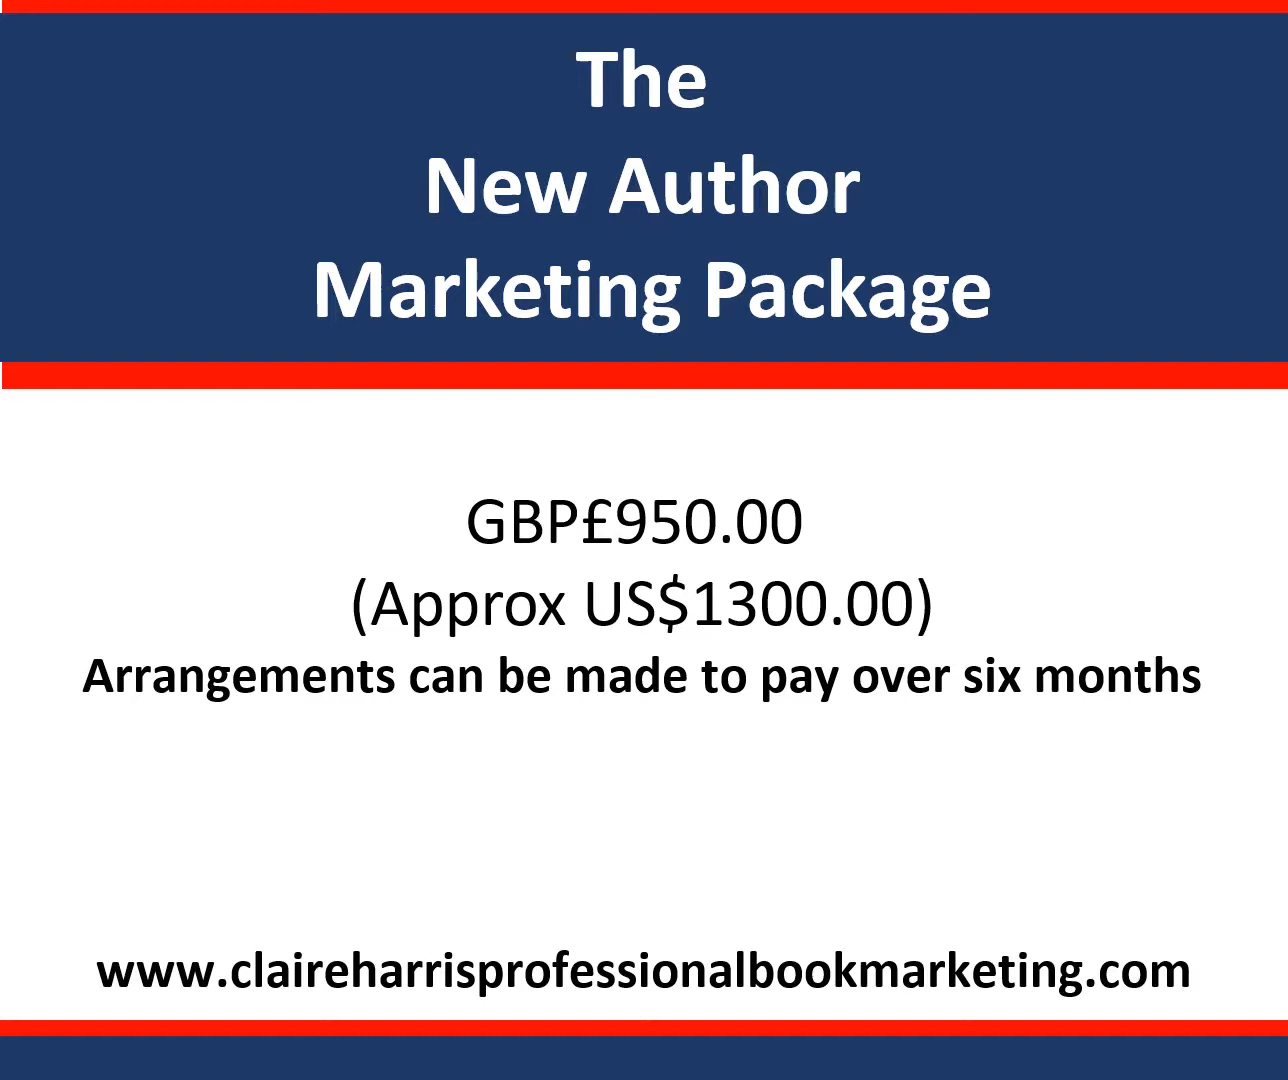 The
New Author
Marketing Package
GBP£950.00
(Approx US$1300.00)
Arrangements can be made to pay over six months
www.claireharrisprofessionalbookmarketing.com